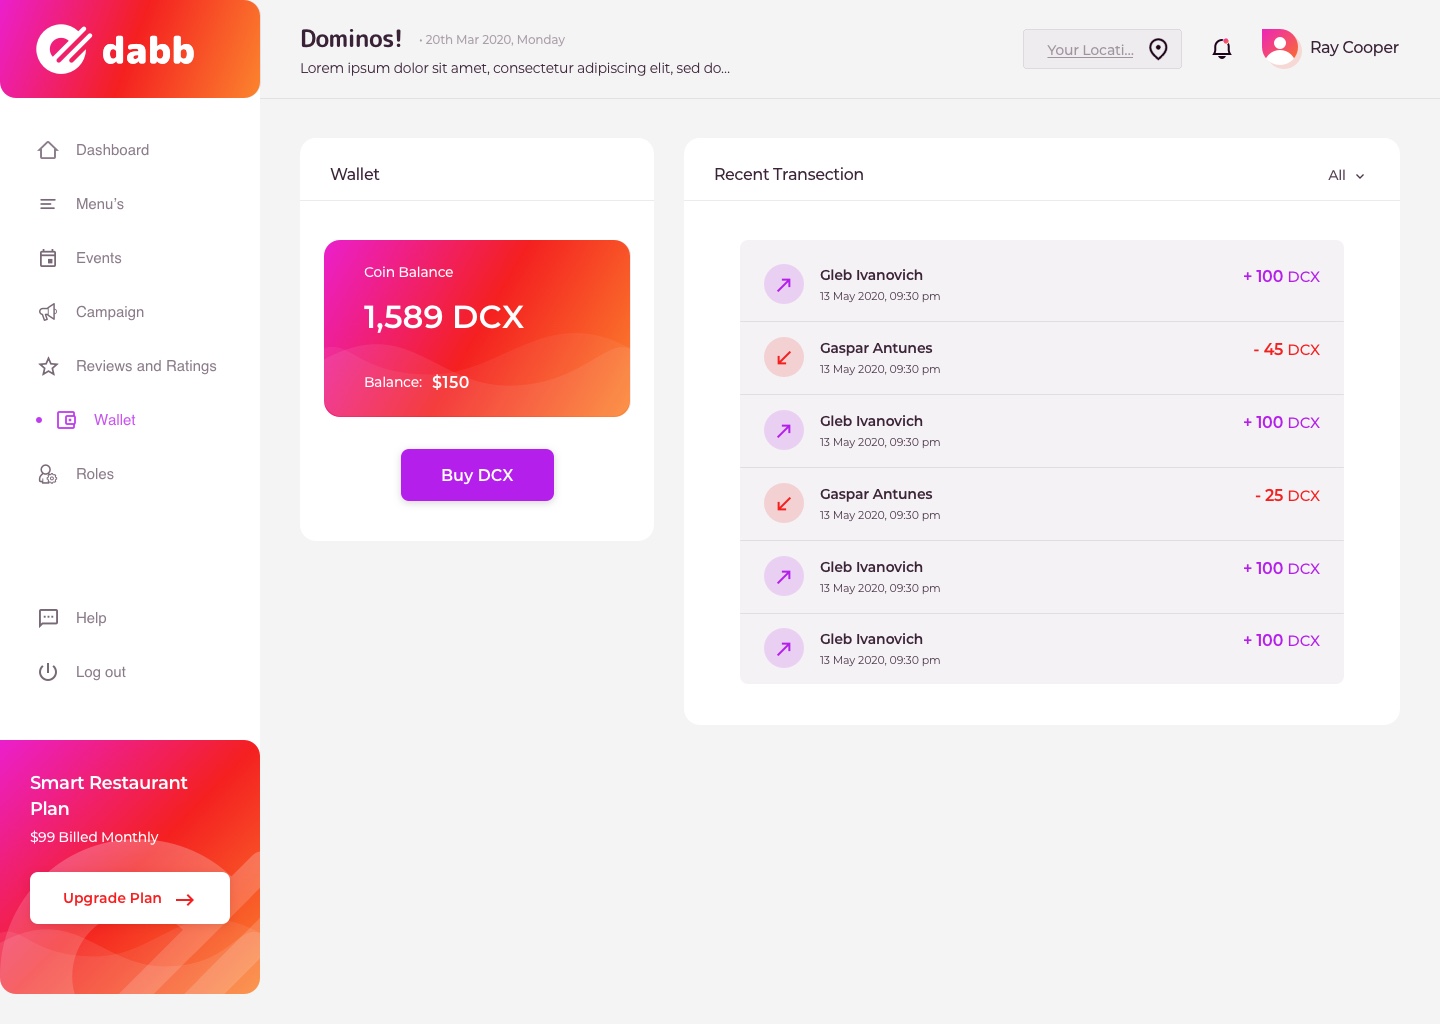 dabb
Dominos!
• 20th Mar 2020, Monday
Lorem ipsum dolor sit amet, consectetur adipiscing elit, sed do...
Your Locati...
Ray Cooper
Dashboard
Menu’s
Events
Campaign
Reviews and Ratings
Wallet
Roles
Help
Log out
Smart Restaurant
Plan
$99 Billed Monthly
Upgrade Plan
Wallet
Coin Balance
1,589 DCX
Balance: $150
Buy DCX
Recent Transection
All
Gleb Ivanovich
13 May 2020, 09:30 pm
+ 100 DCX
Gaspar Antunes
13 May 2020, 09:30 pm
- 45 DCX
Gleb Ivanovich
13 May 2020, 09:30 pm
+ 100 DCX
Gaspar Antunes
13 May 2020, 09:30 pm
- 25 DCX
Gleb Ivanovich
13 May 2020, 09:30 pm
+ 100 DCX
Gleb Ivanovich
13 May 2020, 09:30 pm
+ 100 DCX